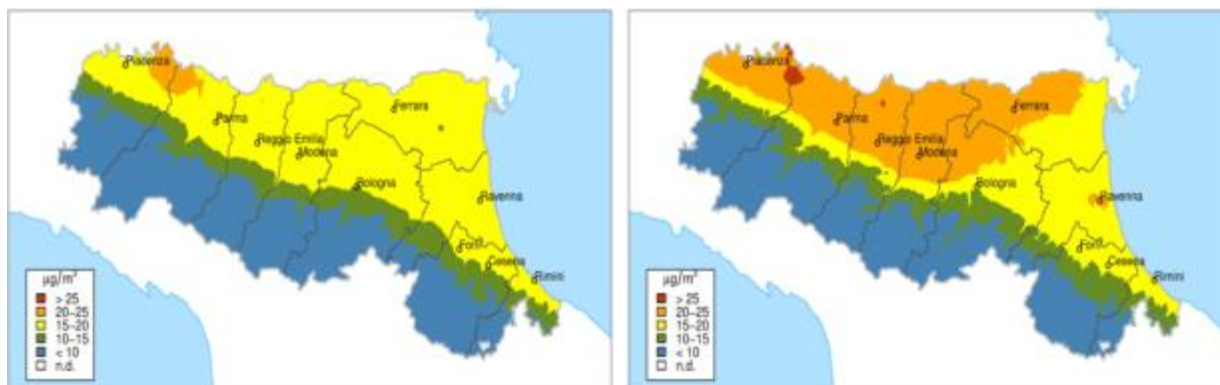 Piacenza
Parma
Reggio Emilia
Modena
Ferrara
Bologna
Ravenna
Forlì
Cesena
Rimini
µg/m³
> 25
20–25
15–20
10–15
< 10
n.d.
Piacenza
Parma
Reggio Emilia
Modena
Ferrara
Bologna
Ravenna
Forlì
Cesena
Rimini
µg/m³
> 25
20–25
15–20
10–15
< 10
n.d.